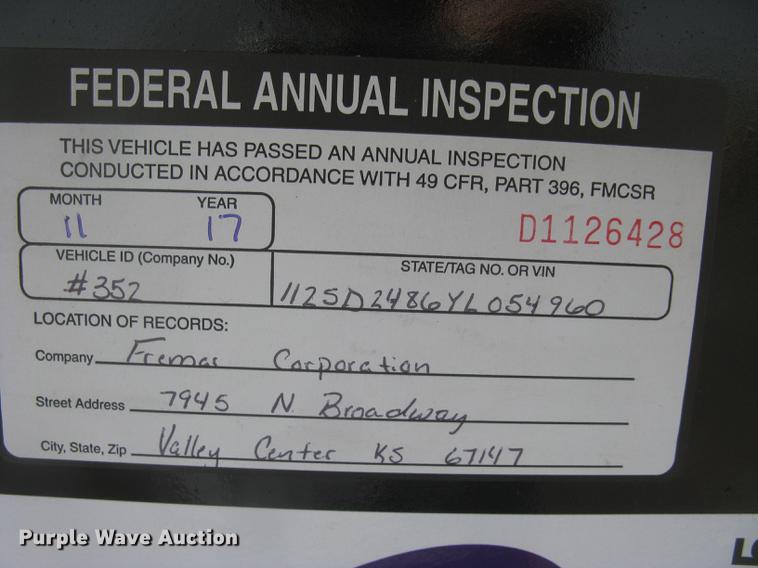 FEDERAL ANNUAL INSPECTION
THIS VEHICLE HAS PASSED AN ANNUAL INSPECTION
CONDUCTED IN ACCORDANCE WITH 49 CFR, PART 396, FMCSR
MONTH YEAR
11 17 D1126428
VEHICLE ID (Company No.) STATE/TAG NO. OR VIN
#352 112SD2486YL054960
LOCATION OF RECORDS:
Company Fremar Corporation
Street Address 7945 N. Broadway
City, State, Zip Valley Center KS 67147
Purple Wave Auction